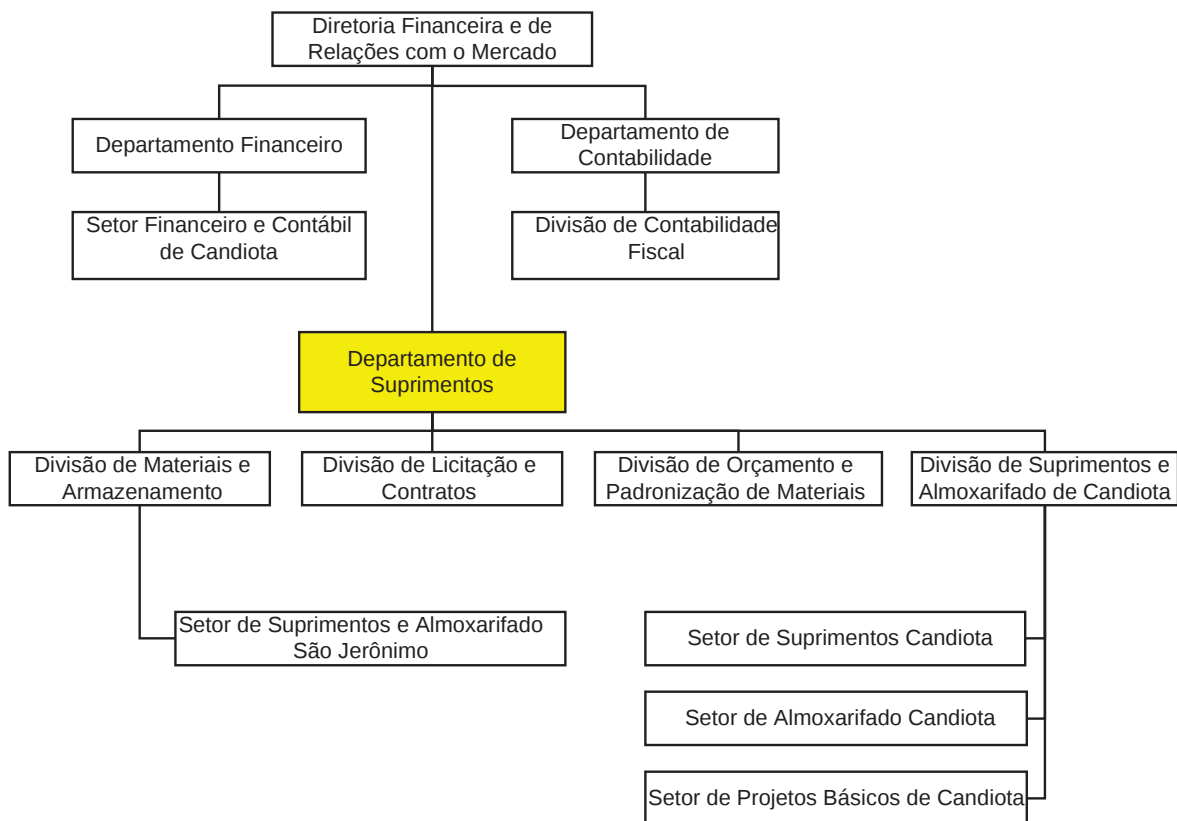 Diretoria Financeira e de
Relações com o Mercado
Departamento Financeiro
Departamento de
Contabilidade
Setor Financeiro e Contábil
de Candiota
Divisão de Contabilidade
Fiscal
Departamento de
Suprimentos
Divisão de Materiais e
Armazenamento
Divisão de Licitação e
Contratos
Divisão de Orçamento e
Padronização de Materiais
Divisão de Suprimentos e
Almoxarifado de Candiota
Setor de Suprimentos e Almoxarifado
São Jerônimo
Setor de Suprimentos Candiota
Setor de Almoxarifado Candiota
Setor de Projetos Básicos de Candiota